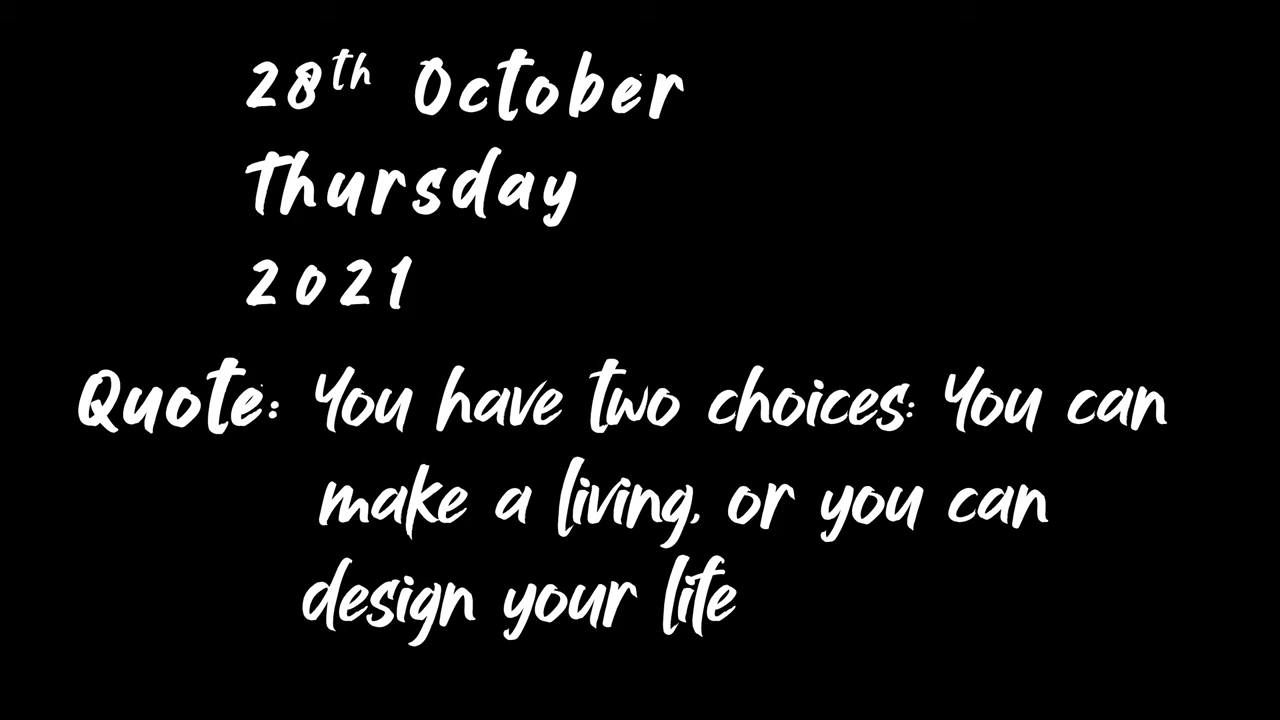 28th October
Thursday
2021
Quote: You have two choices: You can
make a living, or you can
design your life